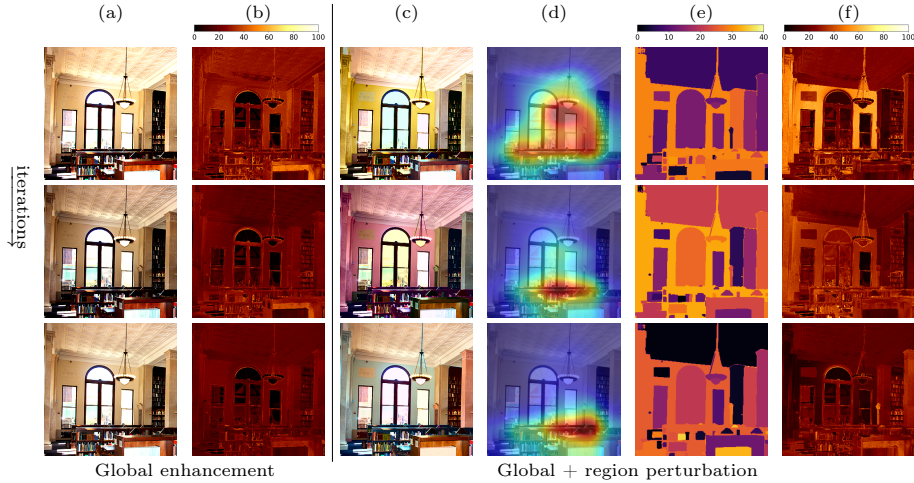 (a) (b) (c) (d) (e) (f)
0 20 40 60 80 100
0 10 20 30 40
0 20 40 60 80 100
iterations
Global enhancement
Global + region perturbation